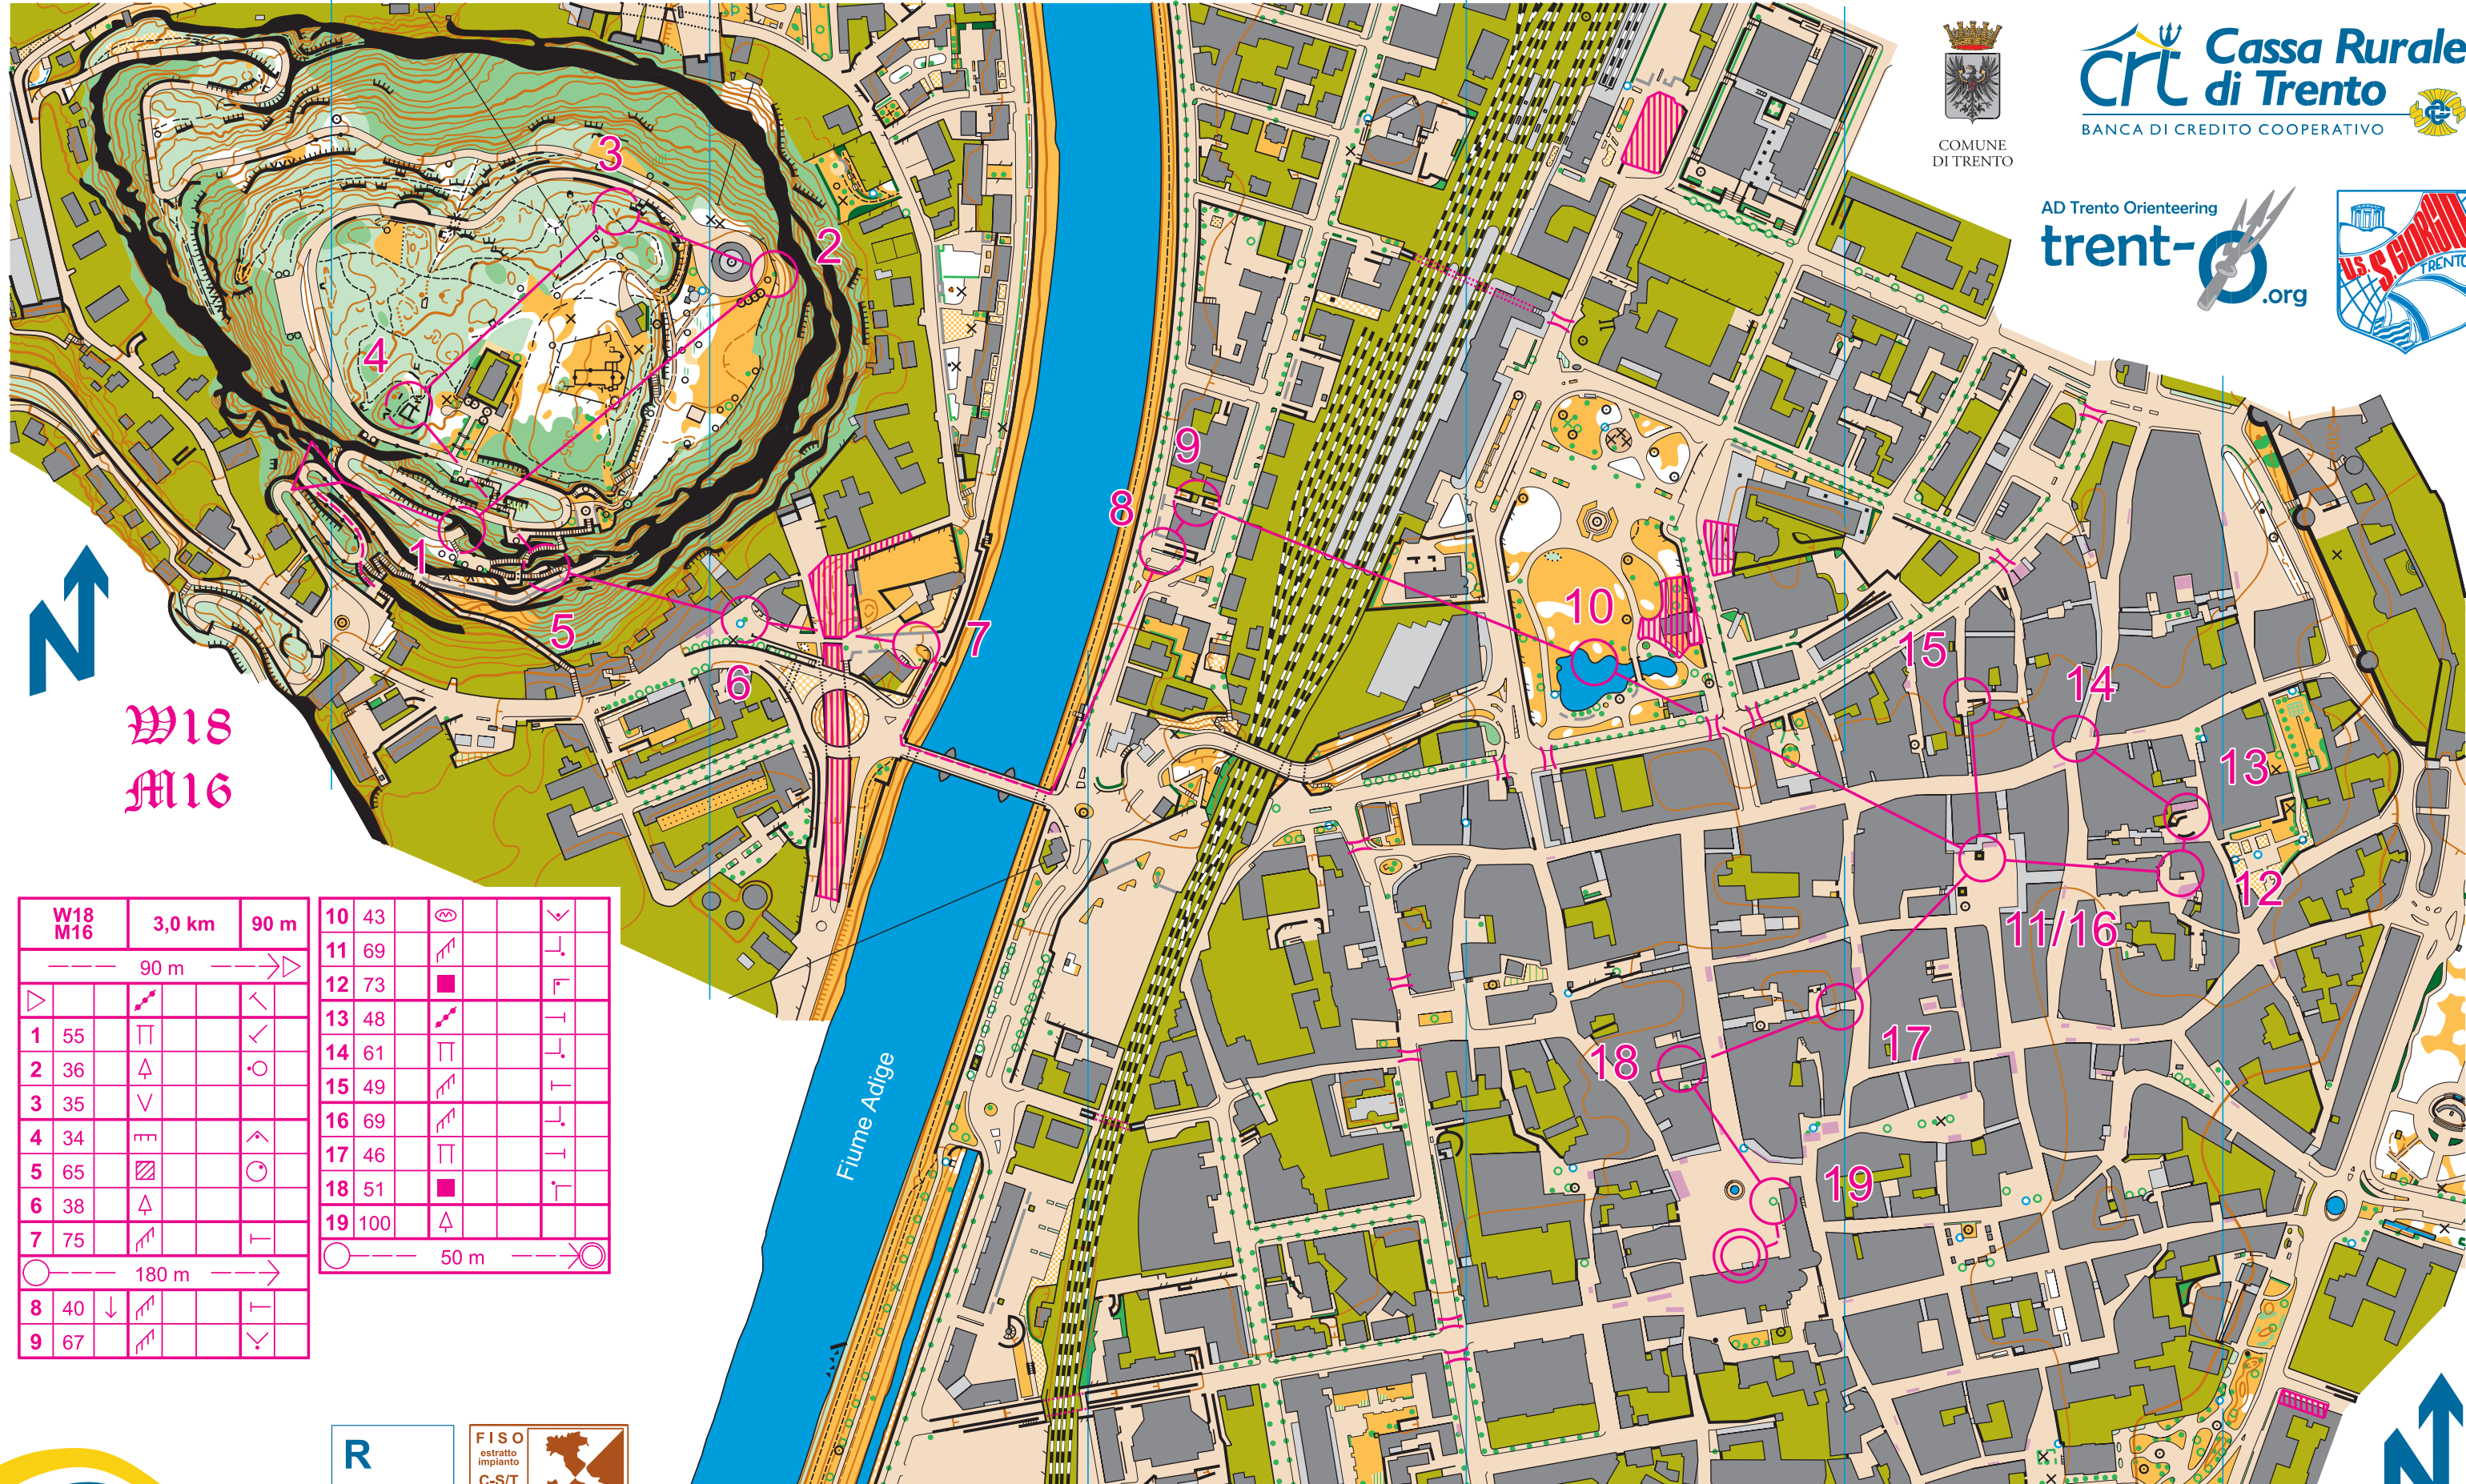 COMUNE
DI TRENTO
crt Cassa Rurale
di Trento
BANCA DI CREDITO COOPERATIVO
AD Trento Orienteering
trent-O
.org
U.S. S.GIORGIO
TRENTO
3
2
4
1
5
6
7
8
9
10
15
14
13
12
11/16
17
18
19
N
W18
M16
Fiume Adige
W18
M16
3,0 km
90 m
90 m
1 55
2 36
3 35
4 34
5 65
6 38
7 75
180 m
8 40
9 67
10 43
11 69
12 73
13 48
14 61
15 49
16 69
17 46
18 51
19 100
50 m
R
FISO
estratto
impianto
C-S/T
N